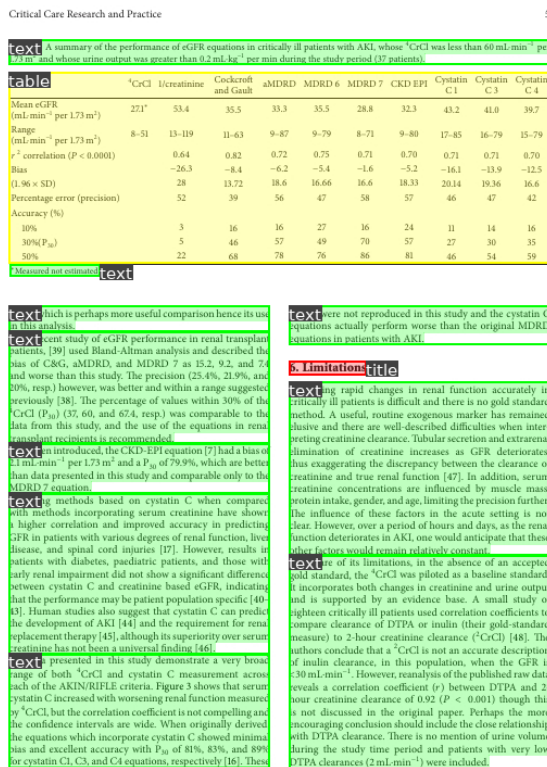 Critical Care Research and Practice
5
text A summary of the performance of eGFR equations in critically ill patients with AKI, whose ⁴CrCl was less than 60 mL·min⁻¹ per
1.73 m² and whose urine output was greater than 0.2 mL·kg⁻¹ per min during the study period (37 patients).
table
⁴CrCl 1/creatinine Cockcroft and Gault aMDRD MDRD 6 MDRD 7 CKD EPI Cystatin C 1 Cystatin C 3 Cystatin C 4
Mean eGFR (mL·min⁻¹ per 1.73 m²) 27.1* 53.4 35.5 33.3 35.5 28.8 32.3 43.2 41.0 39.7
Range (mL·min⁻¹ per 1.73 m²) 8–51 13–119 11–63 9–87 9–79 8–71 9–80 17–85 16–79 15–79
r² correlation (P < 0.0001) 0.64 0.82 0.72 0.75 0.71 0.70 0.71 0.71 0.70
Bias −26.3 −8.4 −6.2 −5.4 −1.6 −5.2 −16.1 −13.9 −12.5
(1.96 × SD) 28 13.72 18.6 16.66 16.6 18.33 20.14 19.36 16.6
Percentage error (precision) 52 39 56 47 58 57 46 47 42
Accuracy (%)
10% 3 16 16 27 16 24 11 14 16
30%(P₃₀) 5 46 57 49 70 57 27 30 35
50% 22 68 78 76 86 81 46 54 59
*Measured not estimated text
text which is perhaps more useful comparison hence its use
in this analysis.
text recent study of eGFR performance in renal transplant
patients, [39] used Bland-Altman analysis and described the
bias of C&G, aMDRD, and MDRD 7 as 15.2, 9.2, and 7.4
and worse than this study. The precision (25.4%, 21.9%, and
20%, resp.) however, was better and within a range suggested
previously [38]. The percentage of values within 30% of the
⁴CrCl (P₃₀) (37, 60, and 67.4, resp.) was comparable to the
data from this study, and the use of the equations in renal
transplant recipients is recommended.
text introduced, the CKD-EPI equation [7] had a bias of
2.1 mL·min⁻¹ per 1.73 m² and a P₃₀ of 79.9%, which are better
than data presented in this study and comparable only to the
MDRD 7 equation.
text methods based on cystatin C when compared
with methods incorporating serum creatinine have shown
a higher correlation and improved accuracy in predicting
GFR in patients with various degrees of renal function, liver
disease, and spinal cord injuries [17]. However, results in
patients with diabetes, paediatric patients, and those with
early renal impairment did not show a significant difference
between cystatin C and creatinine based eGFR, indicating
that the performance may be patient population specific [40–
43]. Human studies also suggest that cystatin C can predict
the development of AKI [44] and the requirement for renal
replacement therapy [45], although its superiority over serum
creatinine has not been a universal finding [46].
text presented in this study demonstrate a very broad
range of both ⁴CrCl and cystatin C measurement across
each of the AKIN/RIFLE criteria. Figure 3 shows that serum
cystatin C increased with worsening renal function measured
by ⁴CrCl, but the correlation coefficient is not compelling and
the confidence intervals are wide. When originally derived
the equations which incorporate cystatin C showed minimal
bias and excellent accuracy with P₃₀ of 81%, 83%, and 89%
for cystatin C1, C3, and C4 equations, respectively [16]. These
text were not reproduced in this study and the cystatin C
equations actually perform worse than the original MDRD
equations in patients with AKI.
6. Limitations title
text rapid changes in renal function accurately in
critically ill patients is difficult and there is no gold standard
method. A useful, routine exogenous marker has remained
elusive and there are well-described difficulties when inter-
preting creatinine clearance. Tubular secretion and extrarenal
elimination of creatinine increases as GFR deteriorates
thus exaggerating the discrepancy between the clearance of
creatinine and true renal function [47]. In addition, serum
creatinine concentrations are influenced by muscle mass,
protein intake, gender, and age, limiting the precision further.
The influence of these factors in the acute setting is not
clear. However, over a period of hours and days, as the renal
function deteriorates in AKI, one would anticipate that these
other factors would remain relatively constant.
text of its limitations, in the absence of an accepted
gold standard, the ⁴CrCl was piloted as a baseline standard.
It incorporates both changes in creatinine and urine output
and is supported by an evidence base. A small study of
eighteen critically ill patients used correlation coefficients to
compare clearance of DTPA or inulin (their gold-standard
measure) to 2-hour creatinine clearance (²CrCl) [48]. The
authors conclude that a ²CrCl is not an accurate description
of inulin clearance, in this population, when the GFR is
<30 mL·min⁻¹. However, reanalysis of the published raw data
reveals a correlation coefficient (r) between DTPA and 2-
hour creatinine clearance of 0.92 (P < 0.001) though this
is not discussed in the original paper. Perhaps the more
encouraging conclusion should include the close relationship
with DTPA clearance. There is no mention of urine volume
during the study time period and patients with very low
DTPA clearances (2 mL·min⁻¹) were included.